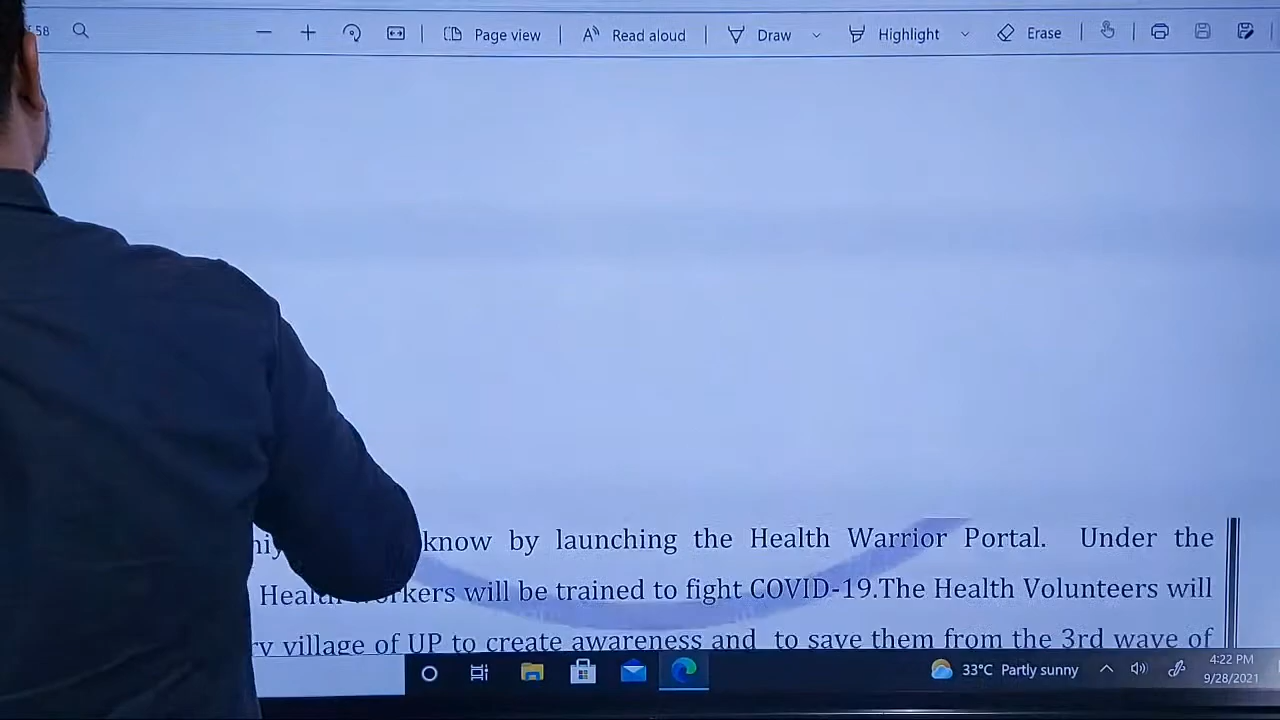 58 Page view Read aloud Draw Highlight Erase
know by launching the Health Warrior Portal. Under the
Health workers will be trained to fight COVID-19.The Health Volunteers will
village of UP to create awareness and to save them from the 3rd wave of
33°C Partly sunny 4:22 PM
9/28/2021